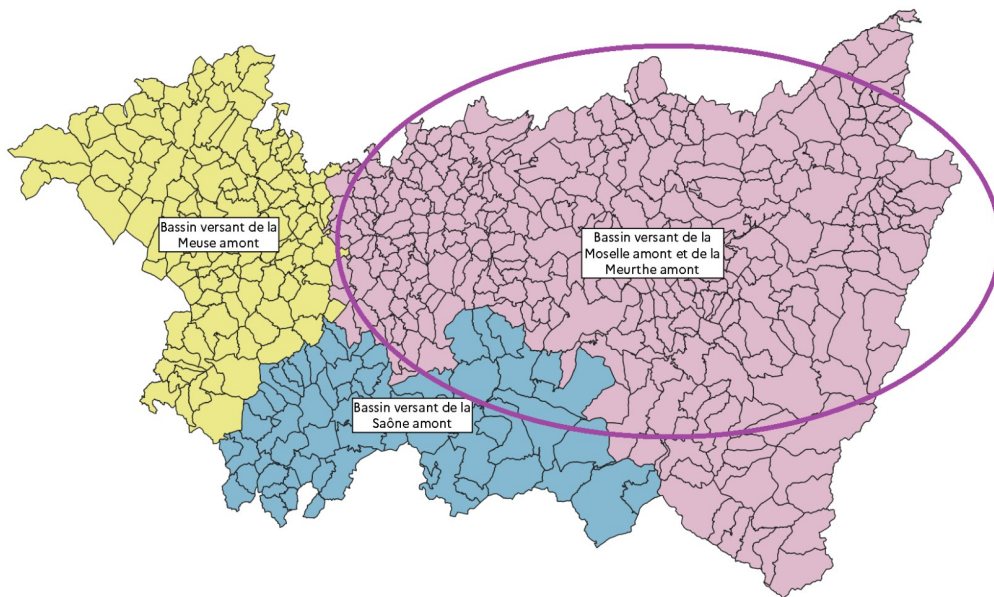 Bassin versant de la
Meuse amont
Bassin versant de la
Moselle amont et de la
Meurthe amont
Bassin versant de la
Saône amont